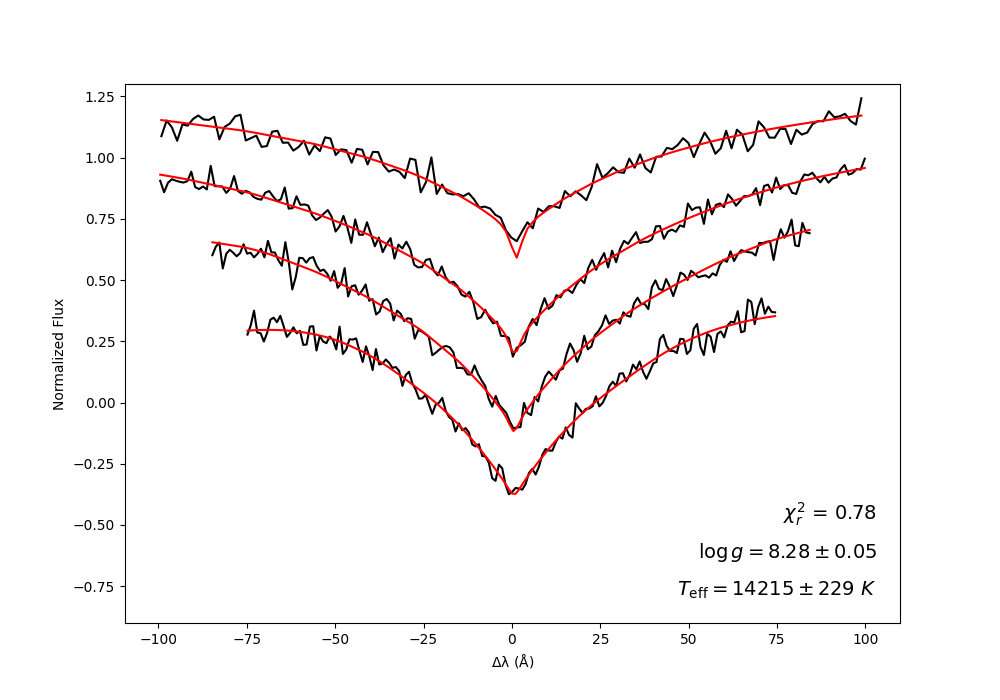 1.25
1.00
0.75
0.50
0.25
0.00
−0.25
−0.50
−0.75
Normalized Flux
χ²ᵣ = 0.78
log g = 8.28 ± 0.05
T_eff = 14215 ± 229 K
−100 −75 −50 −25 0 25 50 75 100
Δλ (Å)